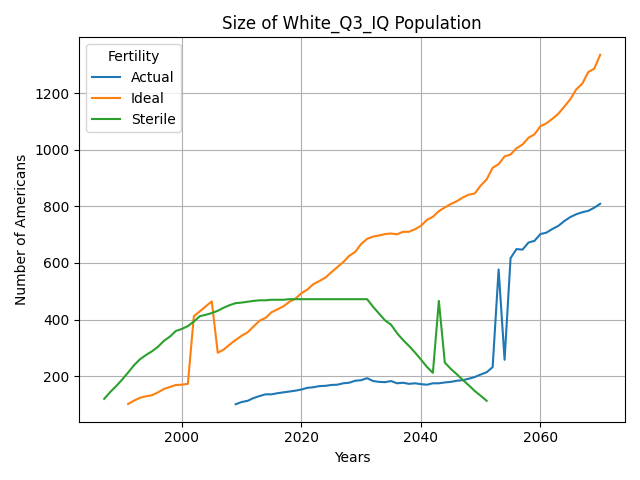 Size of White_Q3_IQ Population
Fertility
Actual
Ideal
Sterile
Number of Americans
1200
1000
800
600
400
200
2000
2020
2040
2060
Years